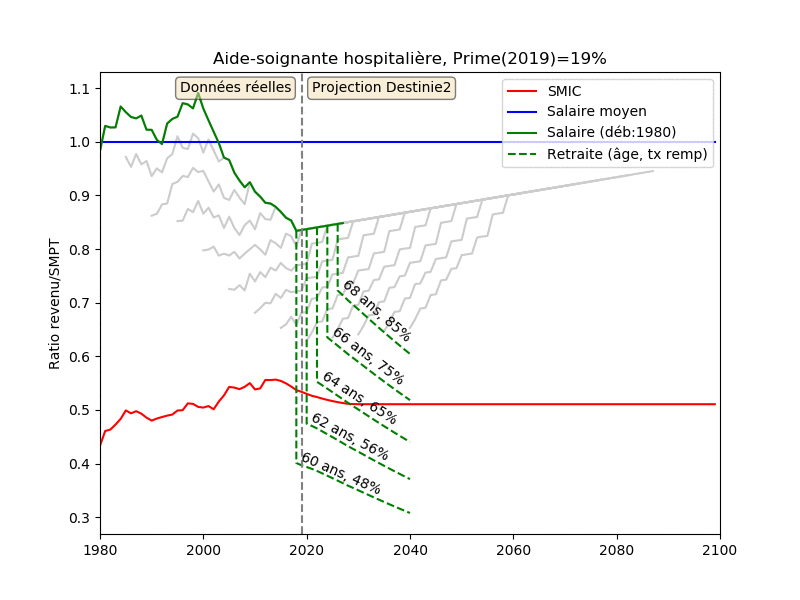 Aide-soignante hospitalière, Prime(2019)=19%
Données réelles
Projection Destinie2
SMIC
Salaire moyen
Salaire (déb:1980)
Retraite (âge, tx remp)
Ratio revenu/SMPT
1.1
1.0
0.9
0.8
0.7
0.6
0.5
0.4
0.3
68 ans, 85%
66 ans, 75%
64 ans, 65%
62 ans, 56%
60 ans, 48%
1980
2000
2020
2040
2060
2080
2100